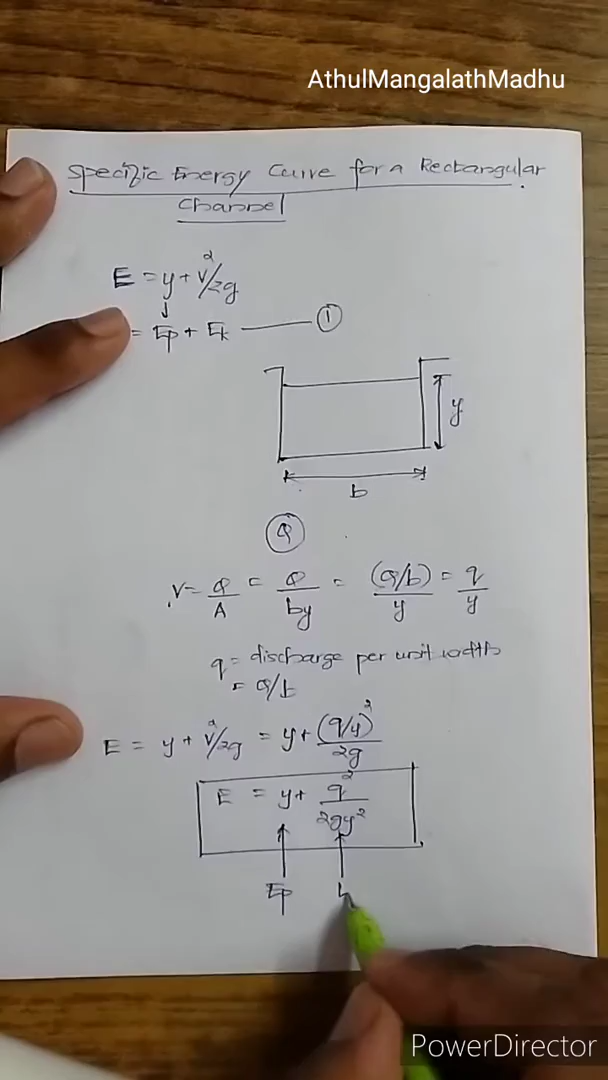 AthulMangalathMadhu
Specific Energy Curve for a Rectangular
Channel
E = y + v²/2g
↓
= Ep + Ek ——— ①
y
b
Q
V = Q/A = Q/by = (Q/b)/y = q/y
q = discharge per unit width
= Q/b
E = y + v²/2g = y + (q/y)²/2g
E = y + q²/2gy²
Ep
PowerDirector